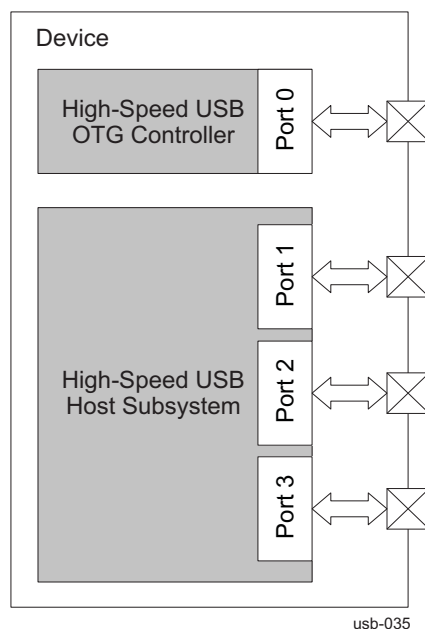 Device
High-Speed USB
OTG Controller
Port 0
Port 1
High-Speed USB
Host Subsystem
Port 2
Port 3
usb-035